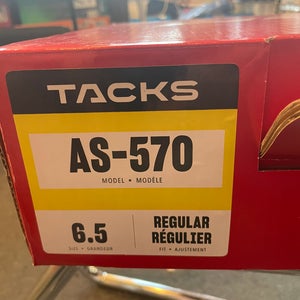 TACKS
AS-570
MODEL • MODÈLE
6.5
SIZE • GRANDEUR
REGULAR
RÉGULIER
FIT • AJUSTEMENT